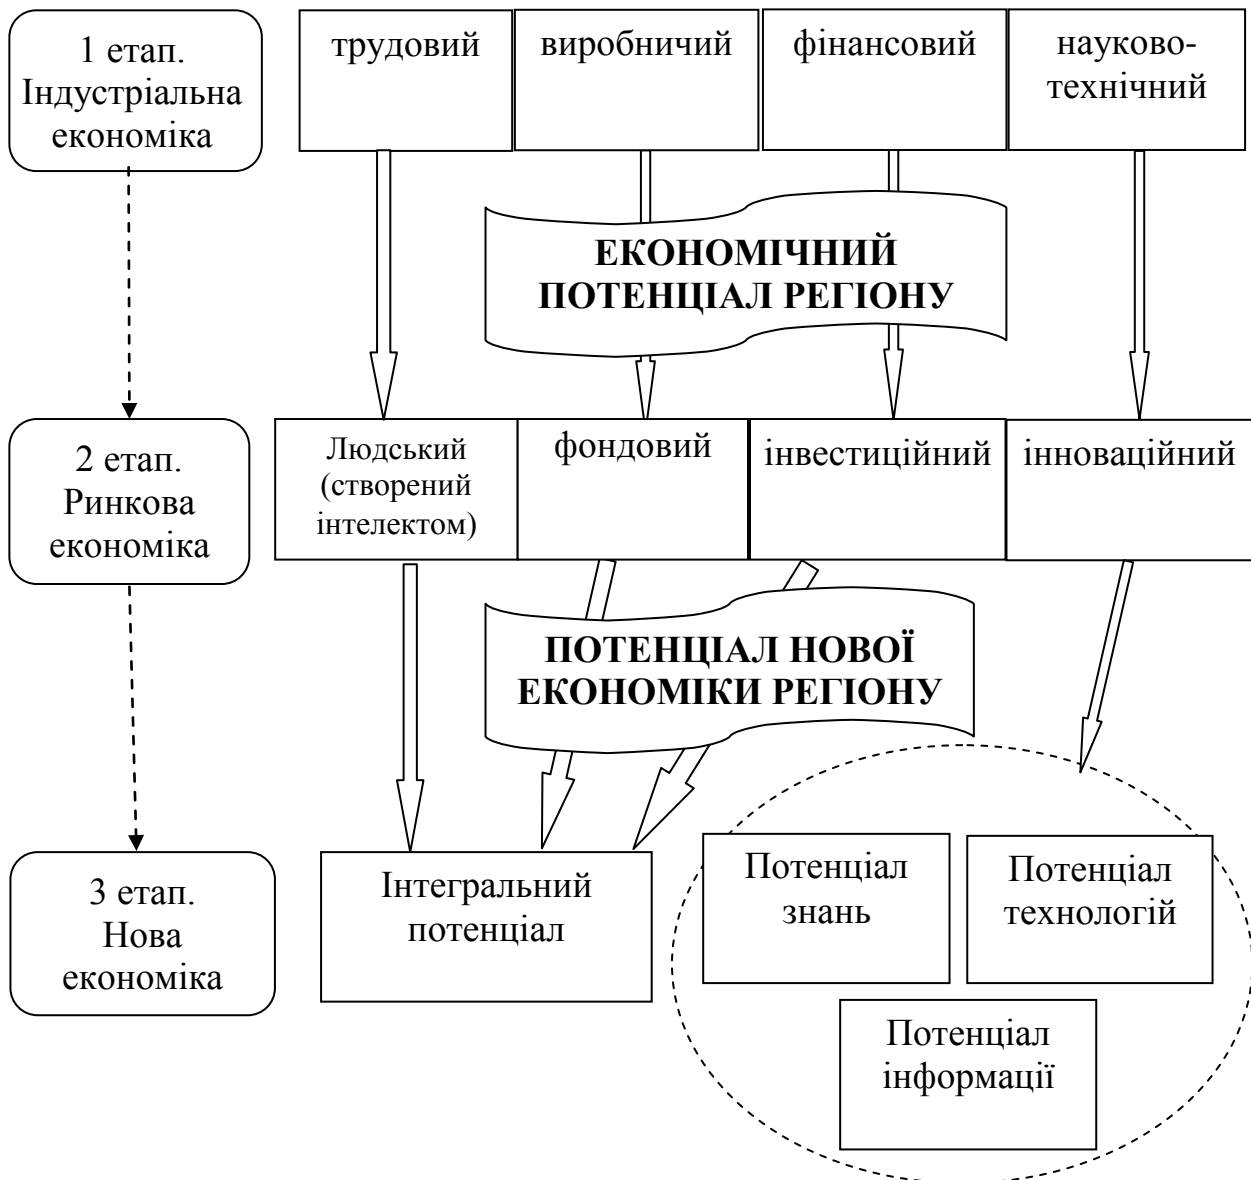 1 етап.
Індустріальна
економіка
трудовий
виробничий
фінансовий
науково-
технічний
ЕКОНОМІЧНИЙ
ПОТЕНЦІАЛ РЕГІОНУ
2 етап.
Ринкова
економіка
Людський
(створений
інтелектом)
фондовий
інвестиційний
інноваційний
ПОТЕНЦІАЛ НОВОЇ
ЕКОНОМІКИ РЕГІОНУ
3 етап.
Нова
економіка
Інтегральний
потенціал
Потенціал
знань
Потенціал
технологій
Потенціал
інформації